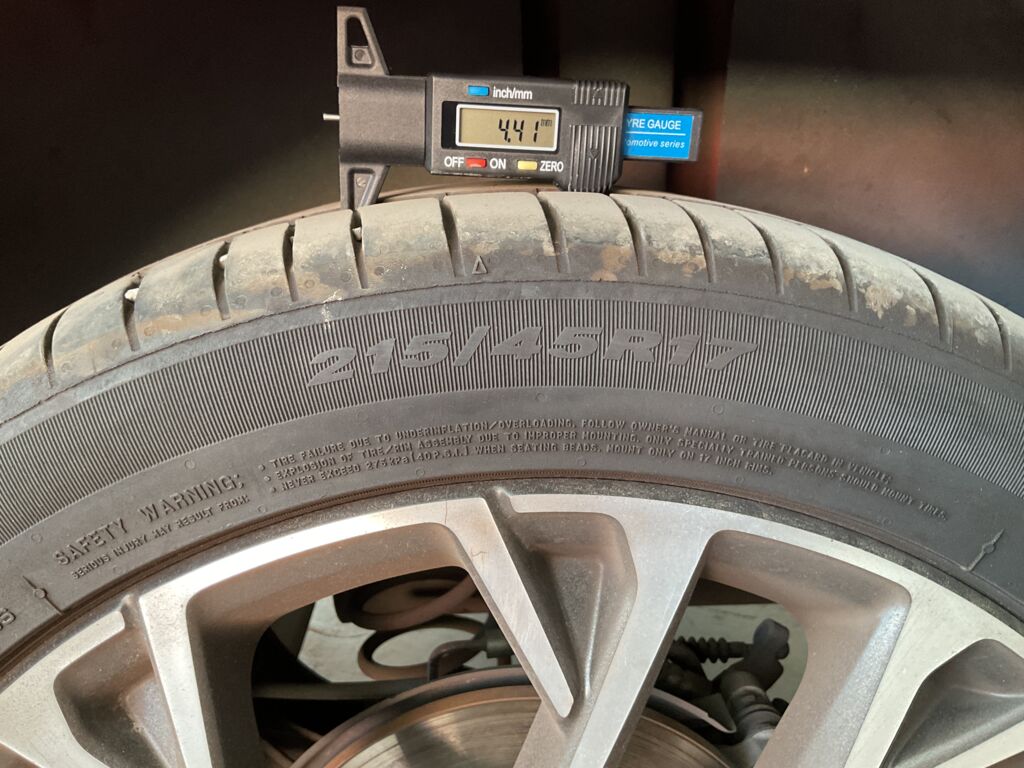 inch/mm
4.41 mm
OFF ON ZERO
YRE GAUGE
omotive series
215/45R17
SAFETY WARNING:
SERIOUS INJURY MAY RESULT FROM:
• TIRE FAILURE DUE TO UNDERINFLATION/OVERLOADING. FOLLOW OWNER'S MANUAL OR TIRE PLACARD IN VEHICLE.
• EXPLOSION OF TIRE/RIM ASSEMBLY DUE TO IMPROPER MOUNTING. ONLY SPECIALLY TRAINED PERSONS SHOULD MOUNT TIRES.
• NEVER EXCEED 275KPa(40P.S.I.) WHEN SEATING BEADS. MOUNT ONLY ON 17 INCH RIMS.